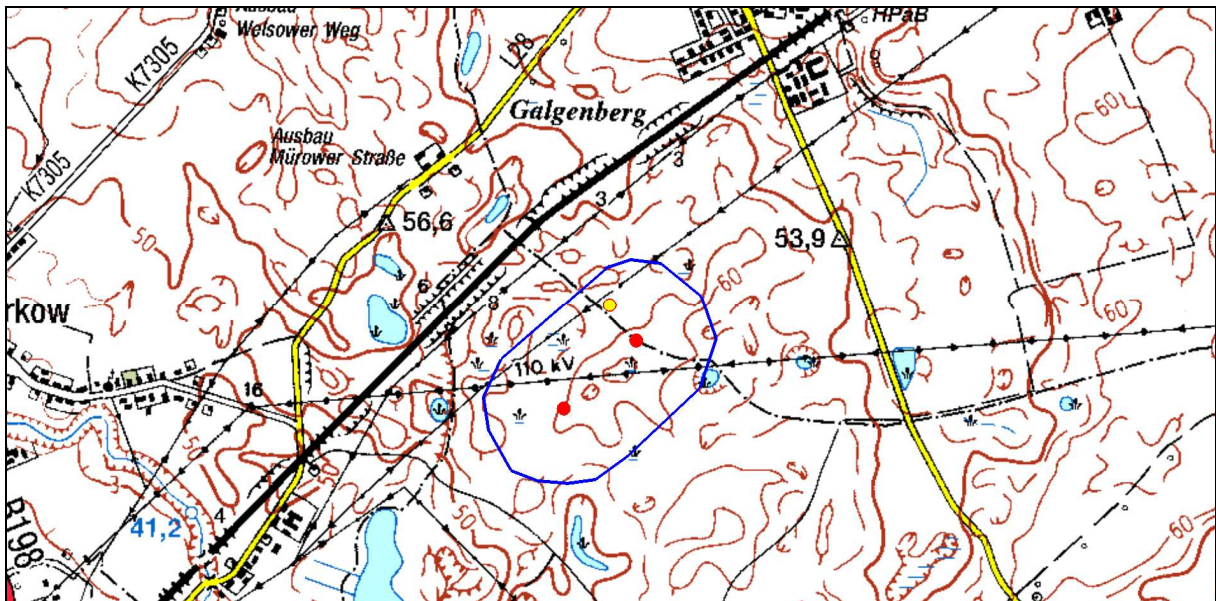 Ausbau
Welsower Weg
HPaB
K7305
L28
Galgenberg
60
Ausbau
Mürower Straße
3
K7305
3
50
56,6
53,9
60
6
8
60
rkow
110 kV
16
50
50
60
B198
41,2
4